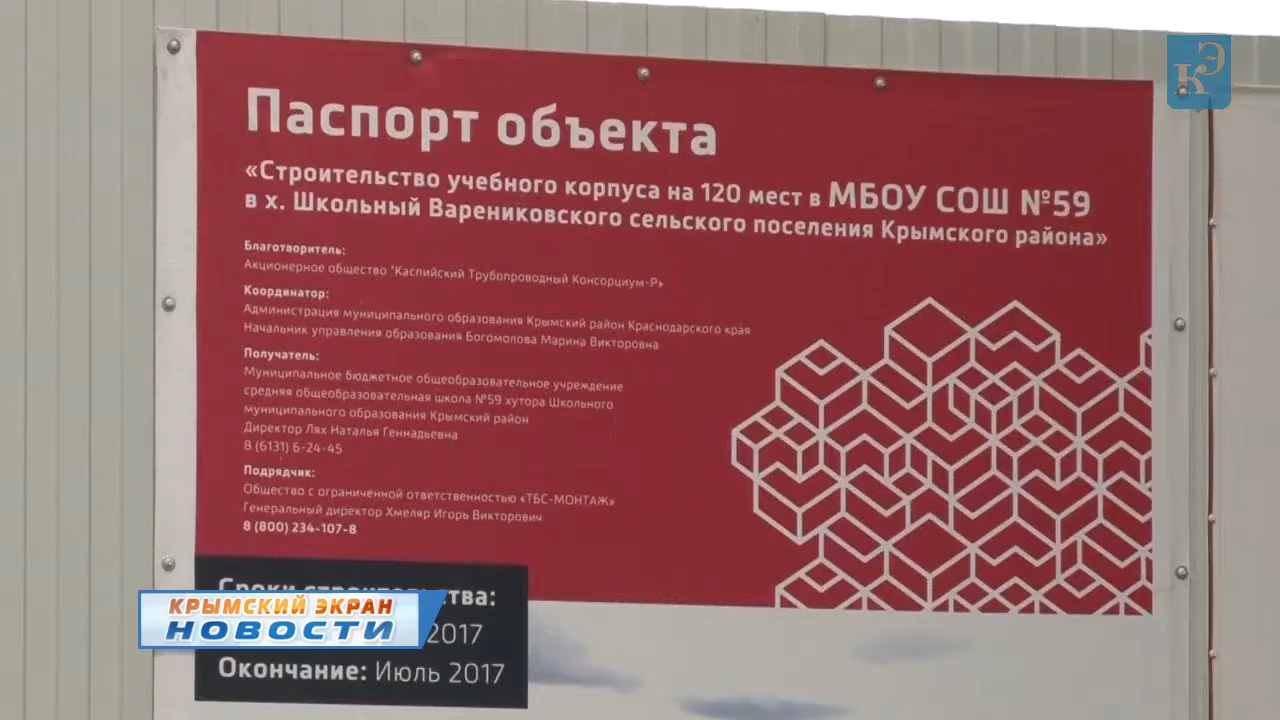 КЭ
Паспорт объекта
«Строительство учебного корпуса на 120 мест в МБОУ СОШ №59
в х. Школьный Варениковского сельского поселения Крымского района»
Благотворитель:
Акционерное общество "Каспийский Трубопроводный Консорциум-Р»
Координатор:
Администрация муниципального образования Крымский район Краснодарского края
Начальник управления образования Богомолова Марина Викторовна
Получатель:
Муниципальное бюджетное общеобразовательное учреждение
средняя общеобразовательная школа №59 хутора Школьного
муниципального образования Крымский район
Директор Лях Наталья Геннадьевна
8 (6131) 6-24-45
Подрядчик:
Общество с ограниченной ответственностью «ТБС-МОНТАЖ»
Генеральный директор Хмеляр Игорь Викторович
8 (800) 234-107-8
Сроки строительства:
2017
Окончание: Июль 2017
КРЫМСКИЙ ЭКРАН
НОВОСТИ